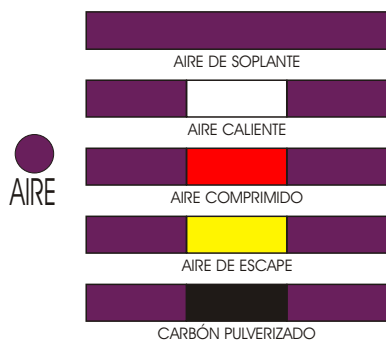 AIRE DE SOPLANTE
AIRE CALIENTE
AIRE
AIRE COMPRIMIDO
AIRE DE ESCAPE
CARBÓN PULVERIZADO